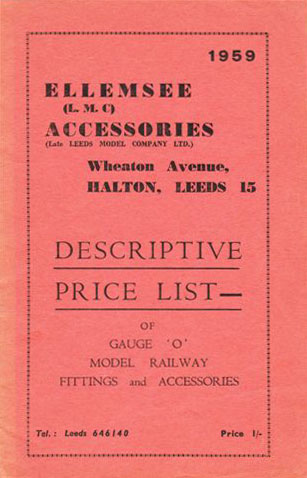 1959
ELLEMSEE
(L. M. C)
ACCESSORIES
(Late LEEDS MODEL COMPANY LTD.)
Wheaton Avenue,
HALTON, LEEDS 15
DESCRIPTIVE
PRICE LIST—
OF
GAUGE 'O'
MODEL RAILWAY
FITTINGS and ACCESSORIES
Tel.: Leeds 646140 Price 1/-